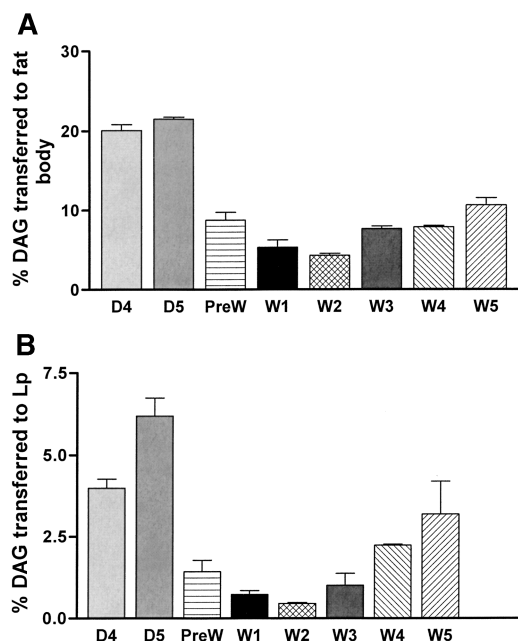 A
% DAG transferred to fat
body
30
20
10
0
D4 D5 PreW W1 W2 W3 W4 W5
B
% DAG transferred to Lp
7.5
5.0
2.5
0.0
D4 D5 PreW W1 W2 W3 W4 W5